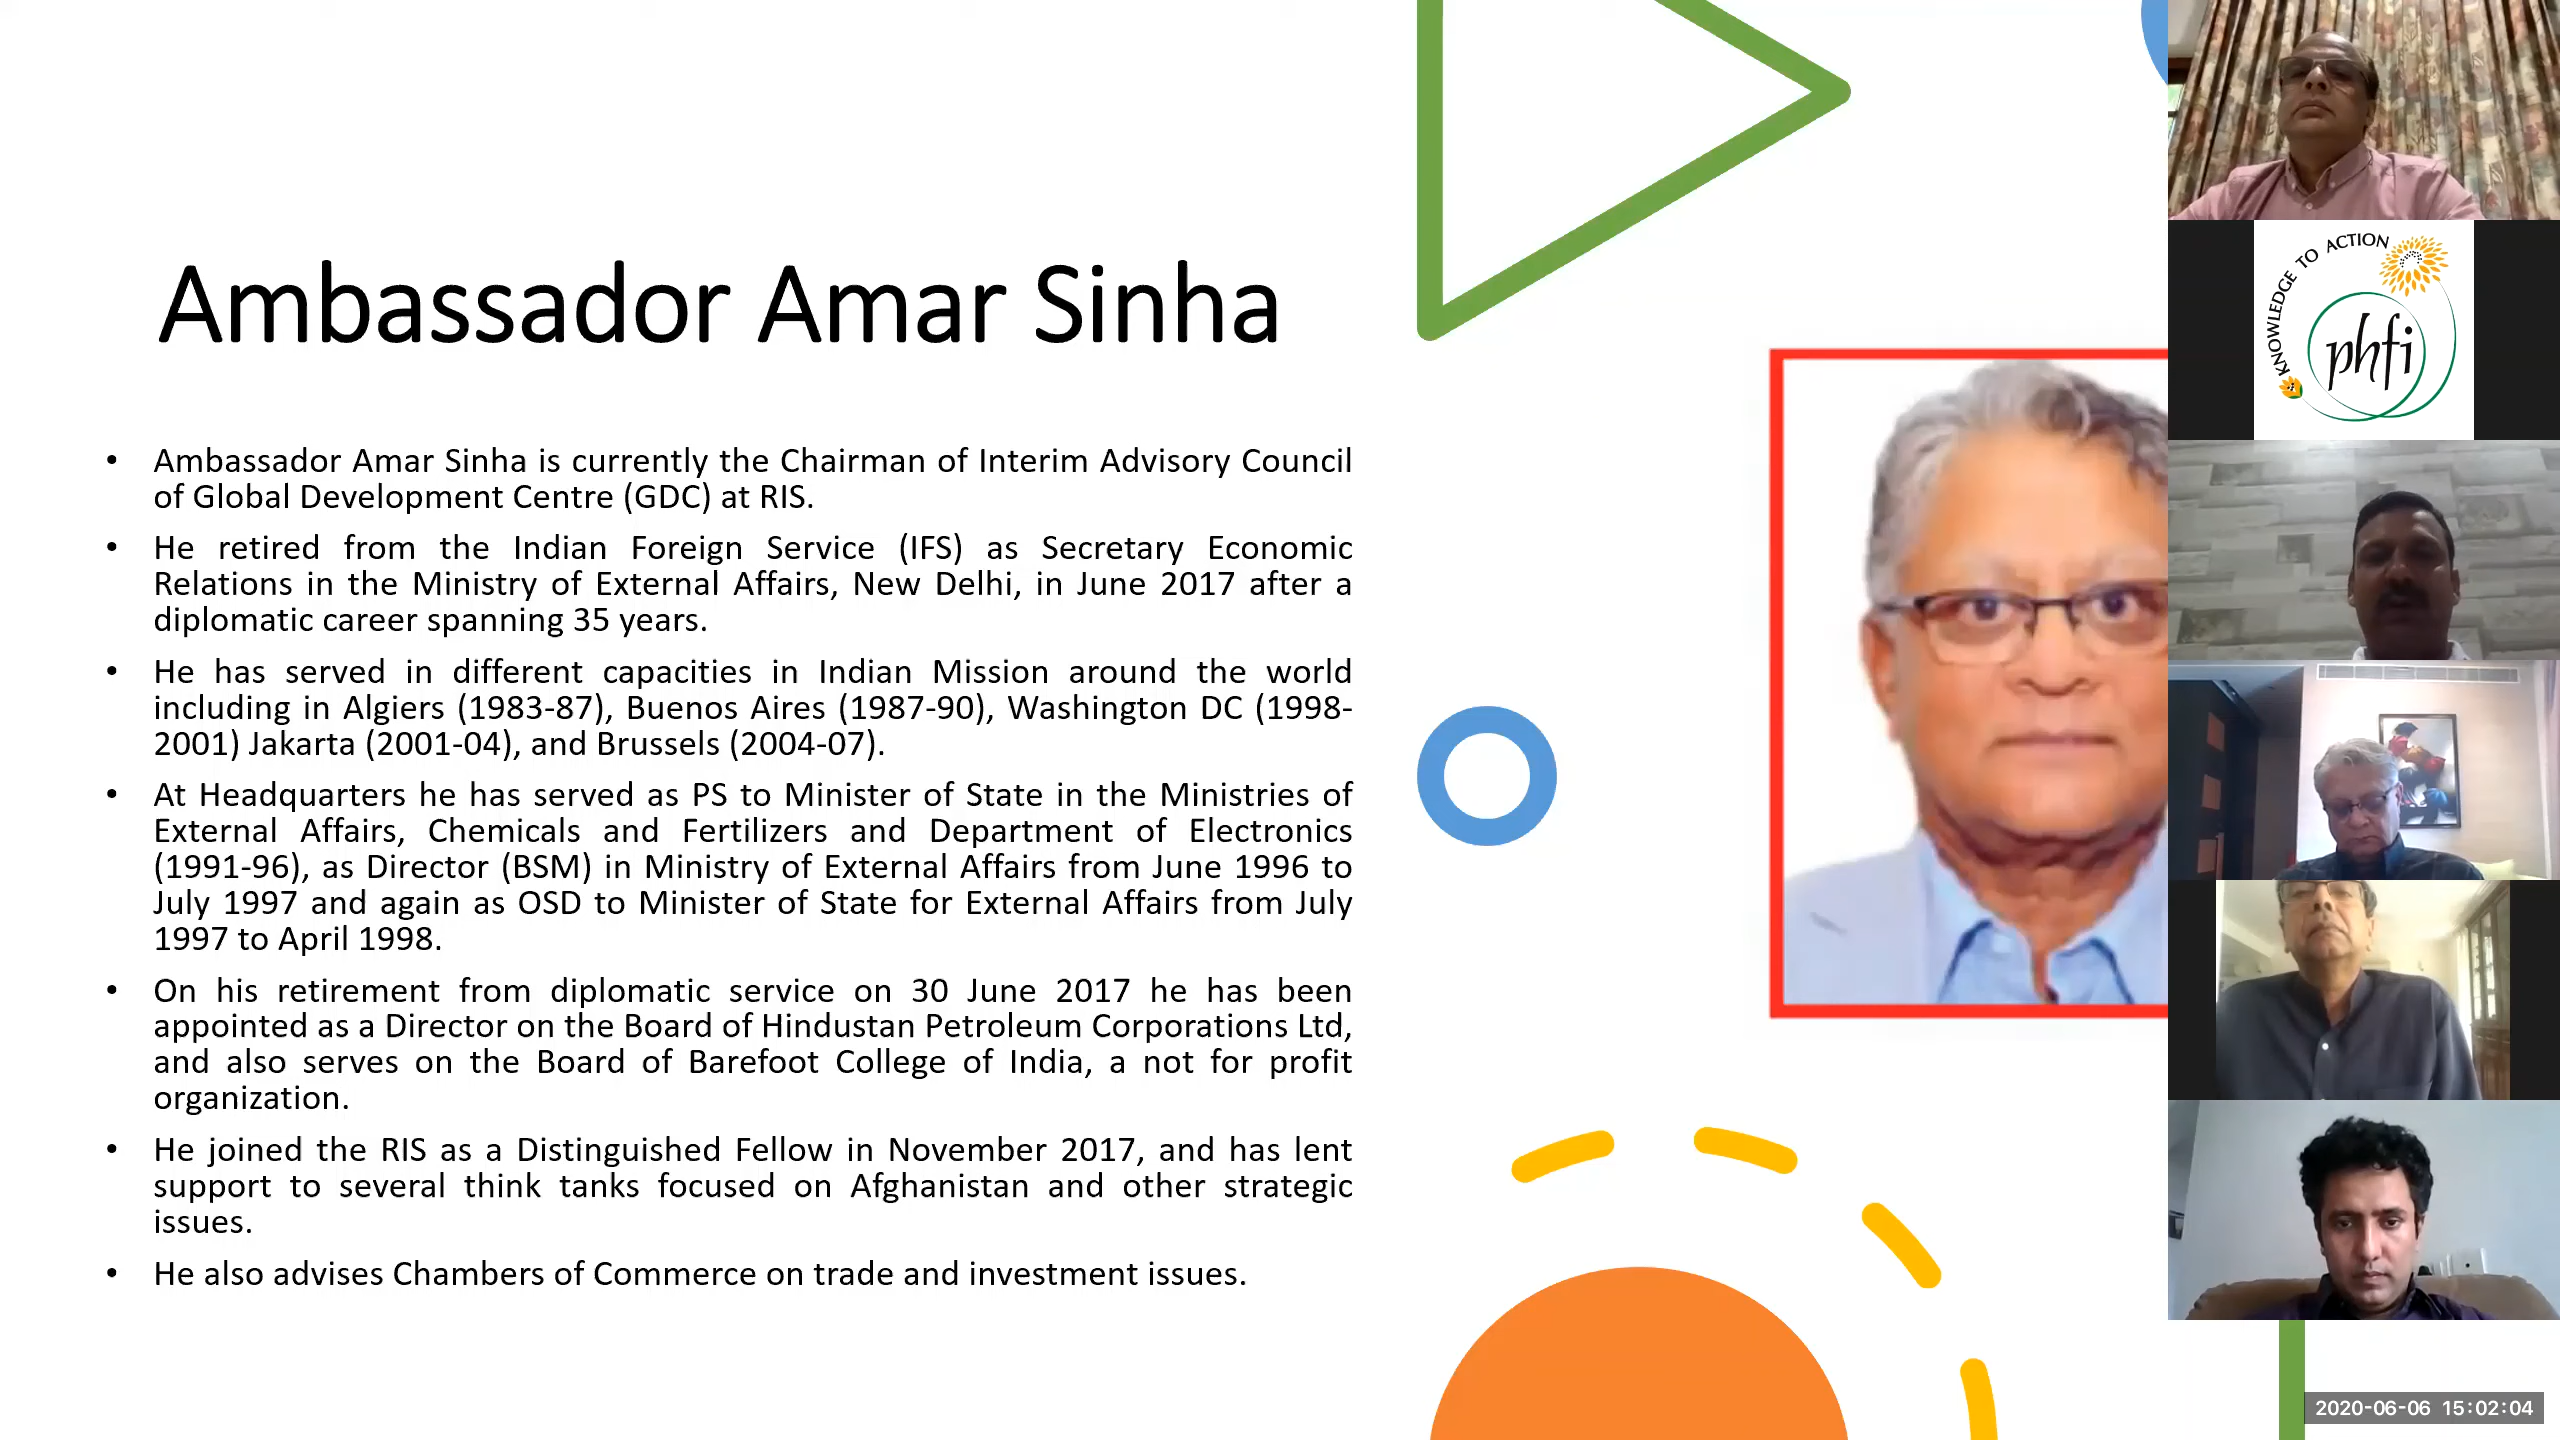 Ambassador Amar Sinha
• Ambassador Amar Sinha is currently the Chairman of Interim Advisory Council
of Global Development Centre (GDC) at RIS.
• He retired from the Indian Foreign Service (IFS) as Secretary Economic
Relations in the Ministry of External Affairs, New Delhi, in June 2017 after a
diplomatic career spanning 35 years.
• He has served in different capacities in Indian Mission around the world
including in Algiers (1983-87), Buenos Aires (1987-90), Washington DC (1998-
2001) Jakarta (2001-04), and Brussels (2004-07).
• At Headquarters he has served as PS to Minister of State in the Ministries of
External Affairs, Chemicals and Fertilizers and Department of Electronics
(1991-96), as Director (BSM) in Ministry of External Affairs from June 1996 to
July 1997 and again as OSD to Minister of State for External Affairs from July
1997 to April 1998.
• On his retirement from diplomatic service on 30 June 2017 he has been
appointed as a Director on the Board of Hindustan Petroleum Corporations Ltd,
and also serves on the Board of Barefoot College of India, a not for profit
organization.
• He joined the RIS as a Distinguished Fellow in November 2017, and has lent
support to several think tanks focused on Afghanistan and other strategic
issues.
• He also advises Chambers of Commerce on trade and investment issues.
KNOWLEDGE TO ACTION
phfi
2020-06-06 15:02:04